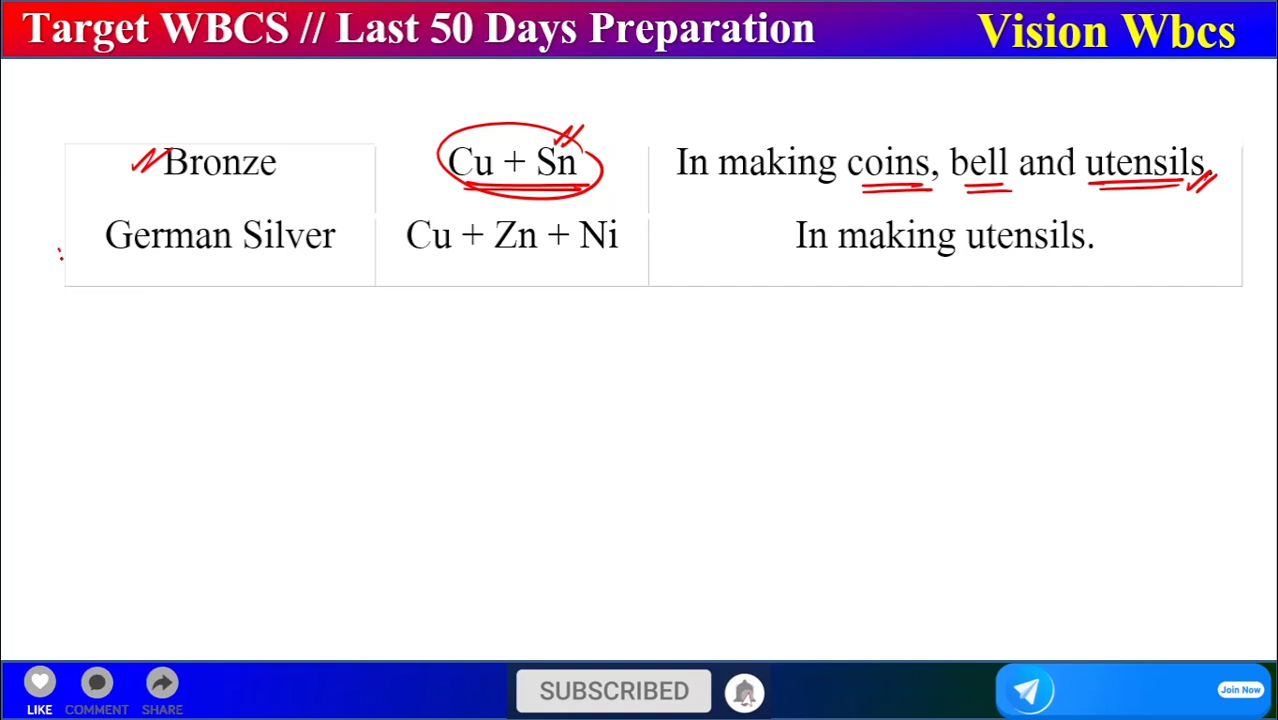 Target WBCS // Last 50 Days Preparation
Vision Wbcs
Bronze Cu + Sn In making coins, bell and utensils.
German Silver Cu + Zn + Ni In making utensils.
LIKE COMMENT SHARE
SUBSCRIBED
Join Now